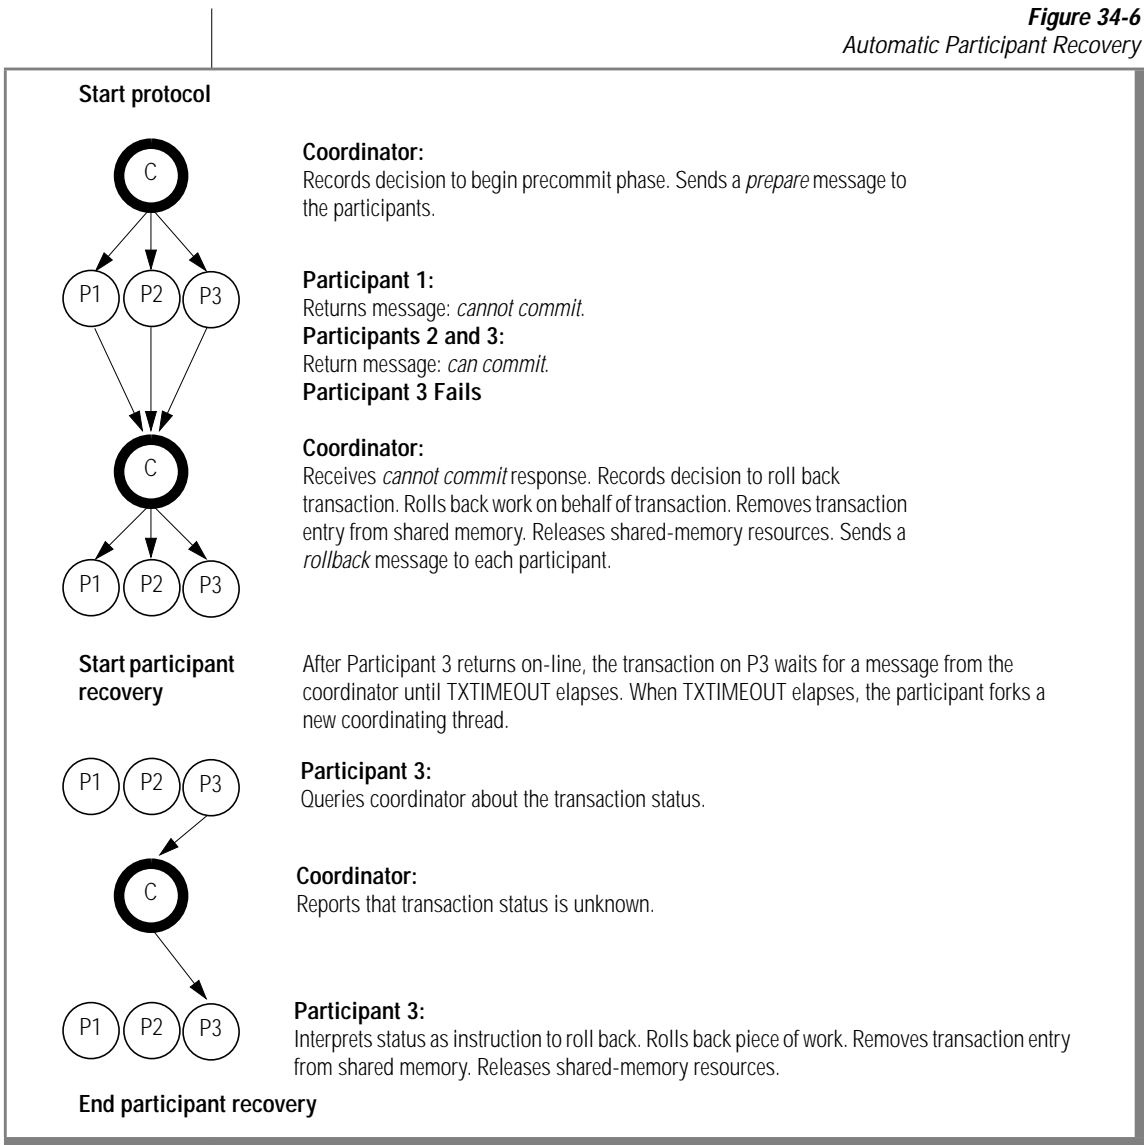 Figure 34-6
Automatic Participant Recovery
Start protocol
C
Coordinator:
Records decision to begin precommit phase. Sends a prepare message to
the participants.
P1 P2 P3
Participant 1:
Returns message: cannot commit.
Participants 2 and 3:
Return message: can commit.
Participant 3 Fails
C
Coordinator:
Receives cannot commit response. Records decision to roll back
transaction. Rolls back work on behalf of transaction. Removes transaction
entry from shared memory. Releases shared-memory resources. Sends a
rollback message to each participant.
P1 P2 P3
Start participant
recovery
After Participant 3 returns on-line, the transaction on P3 waits for a message from the
coordinator until TXTIMEOUT elapses. When TXTIMEOUT elapses, the participant forks a
new coordinating thread.
P1 P2 P3
Participant 3:
Queries coordinator about the transaction status.
C
Coordinator:
Reports that transaction status is unknown.
P1 P2 P3
Participant 3:
Interprets status as instruction to roll back. Rolls back piece of work. Removes transaction entry
from shared memory. Releases shared-memory resources.
End participant recovery